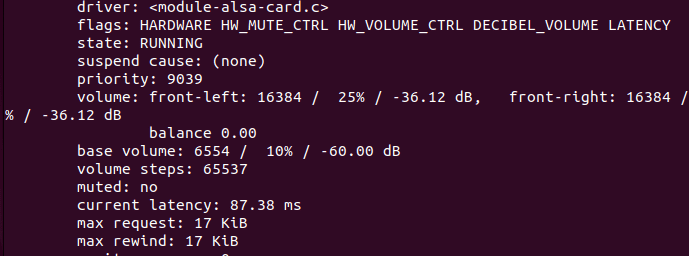 driver: <module-alsa-card.c>
flags: HARDWARE HW_MUTE_CTRL HW_VOLUME_CTRL DECIBEL_VOLUME LATENCY
state: RUNNING
suspend cause: (none)
priority: 9039
volume: front-left: 16384 /  25% / -36.12 dB,   front-right: 16384 /
% / -36.12 dB
balance 0.00
base volume: 6554 /  10% / -60.00 dB
volume steps: 65537
muted: no
current latency: 87.38 ms
max request: 17 KiB
max rewind: 17 KiB